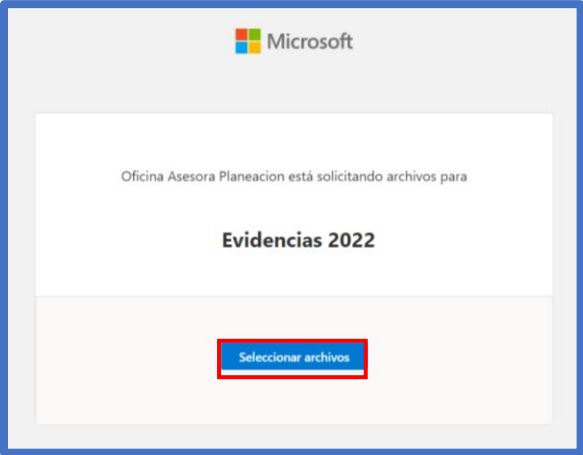 Microsoft
Oficina Asesora Planeacion está solicitando archivos para
Evidencias 2022
Seleccionar archivos